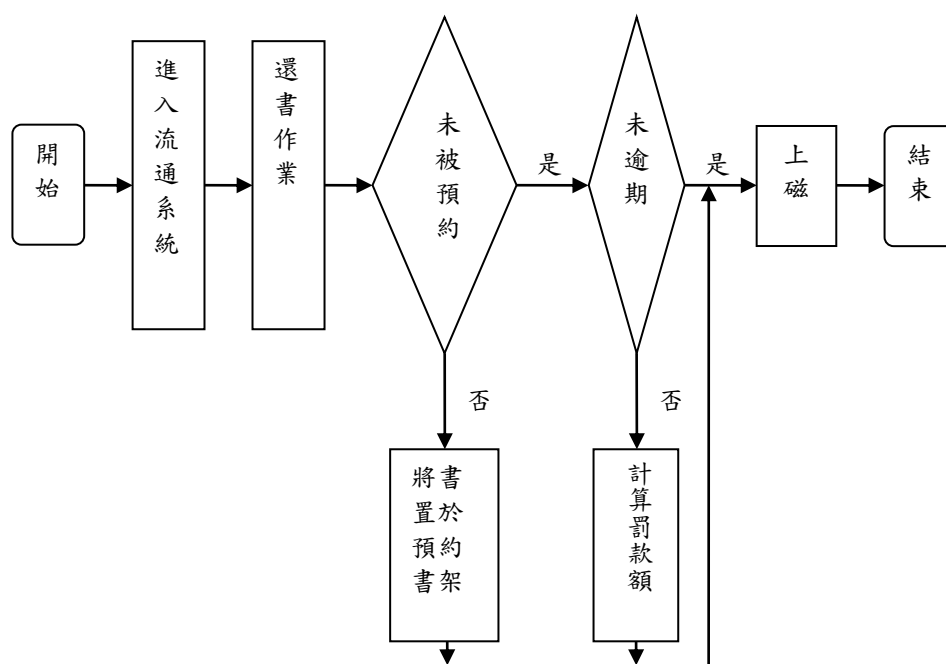 開始
進入流通系統
還書作業
未被預約
是
未逾期
是
上磁
結束
否
否
將書
置於
預約
書架
計算罰款額